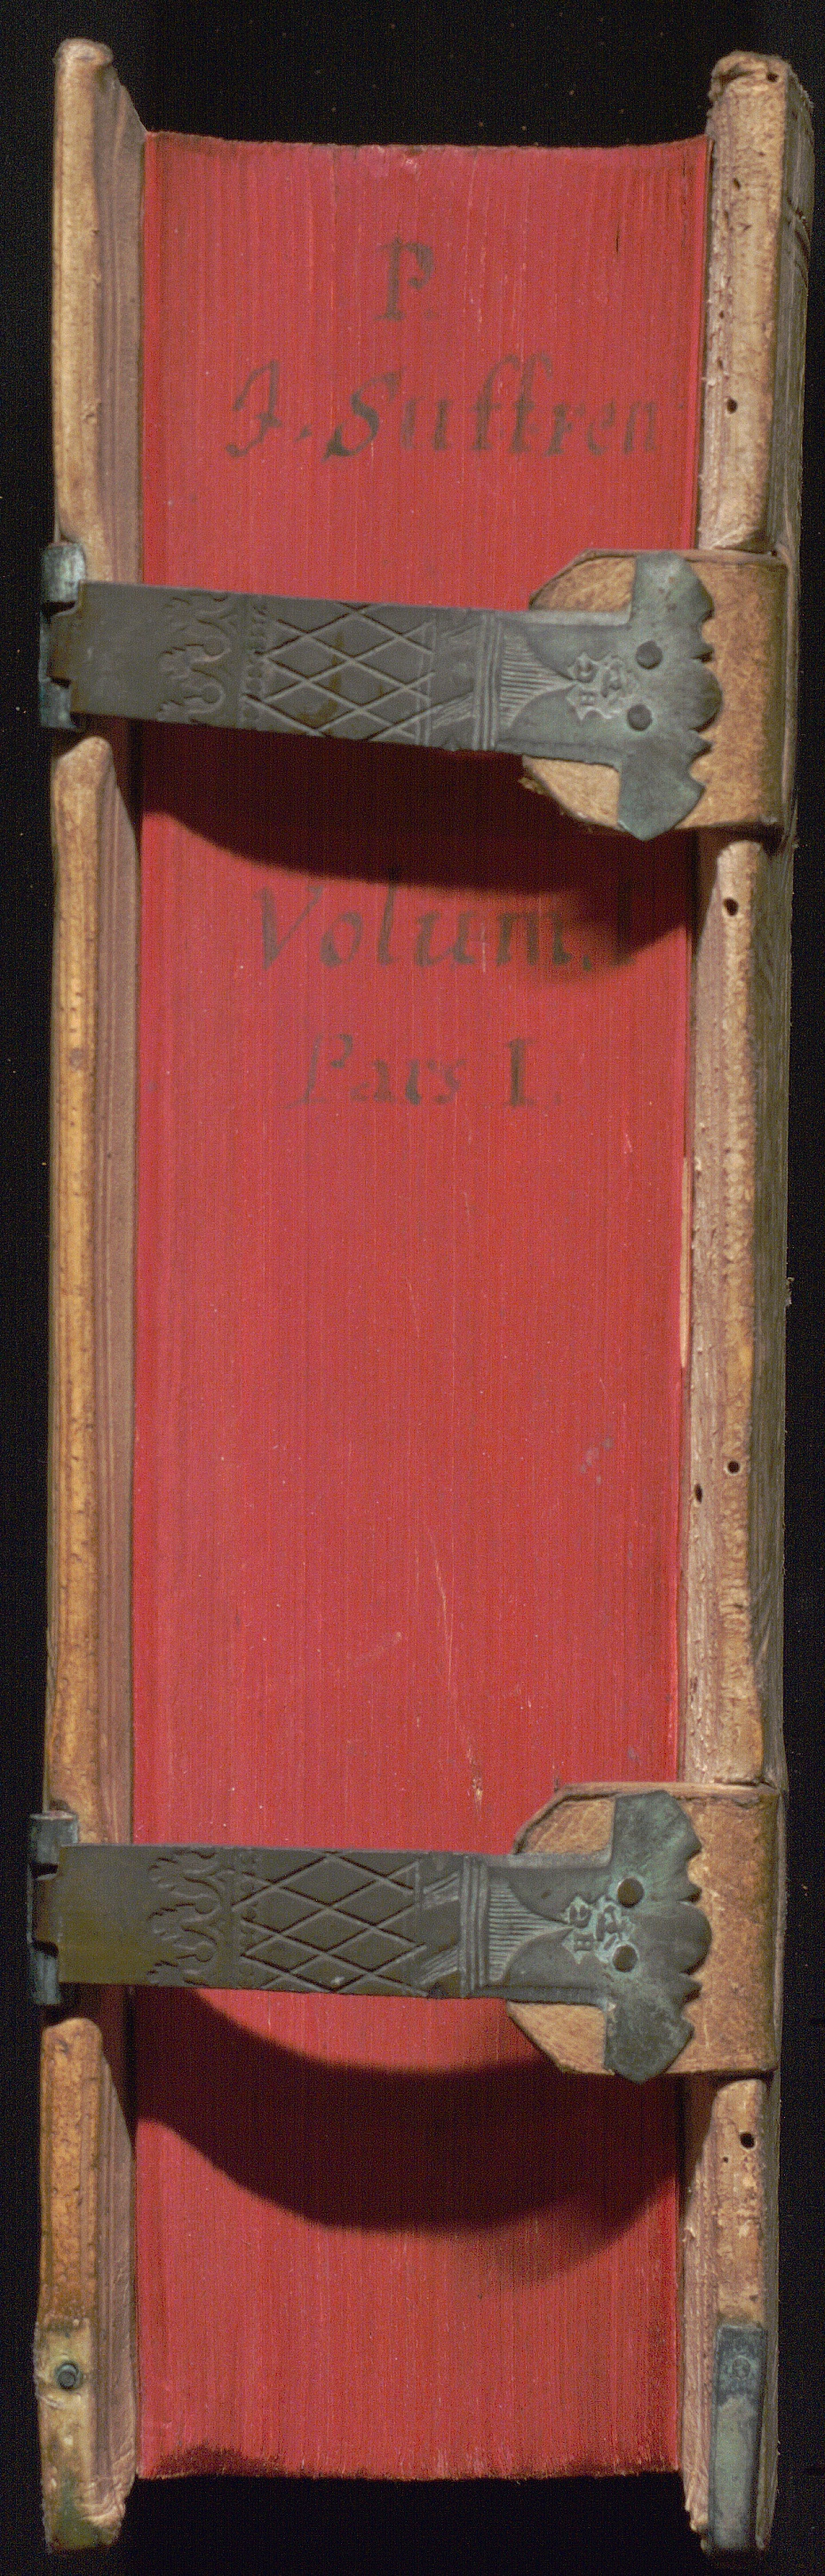 P.
J. Suffren
Volum. I
Pars I.